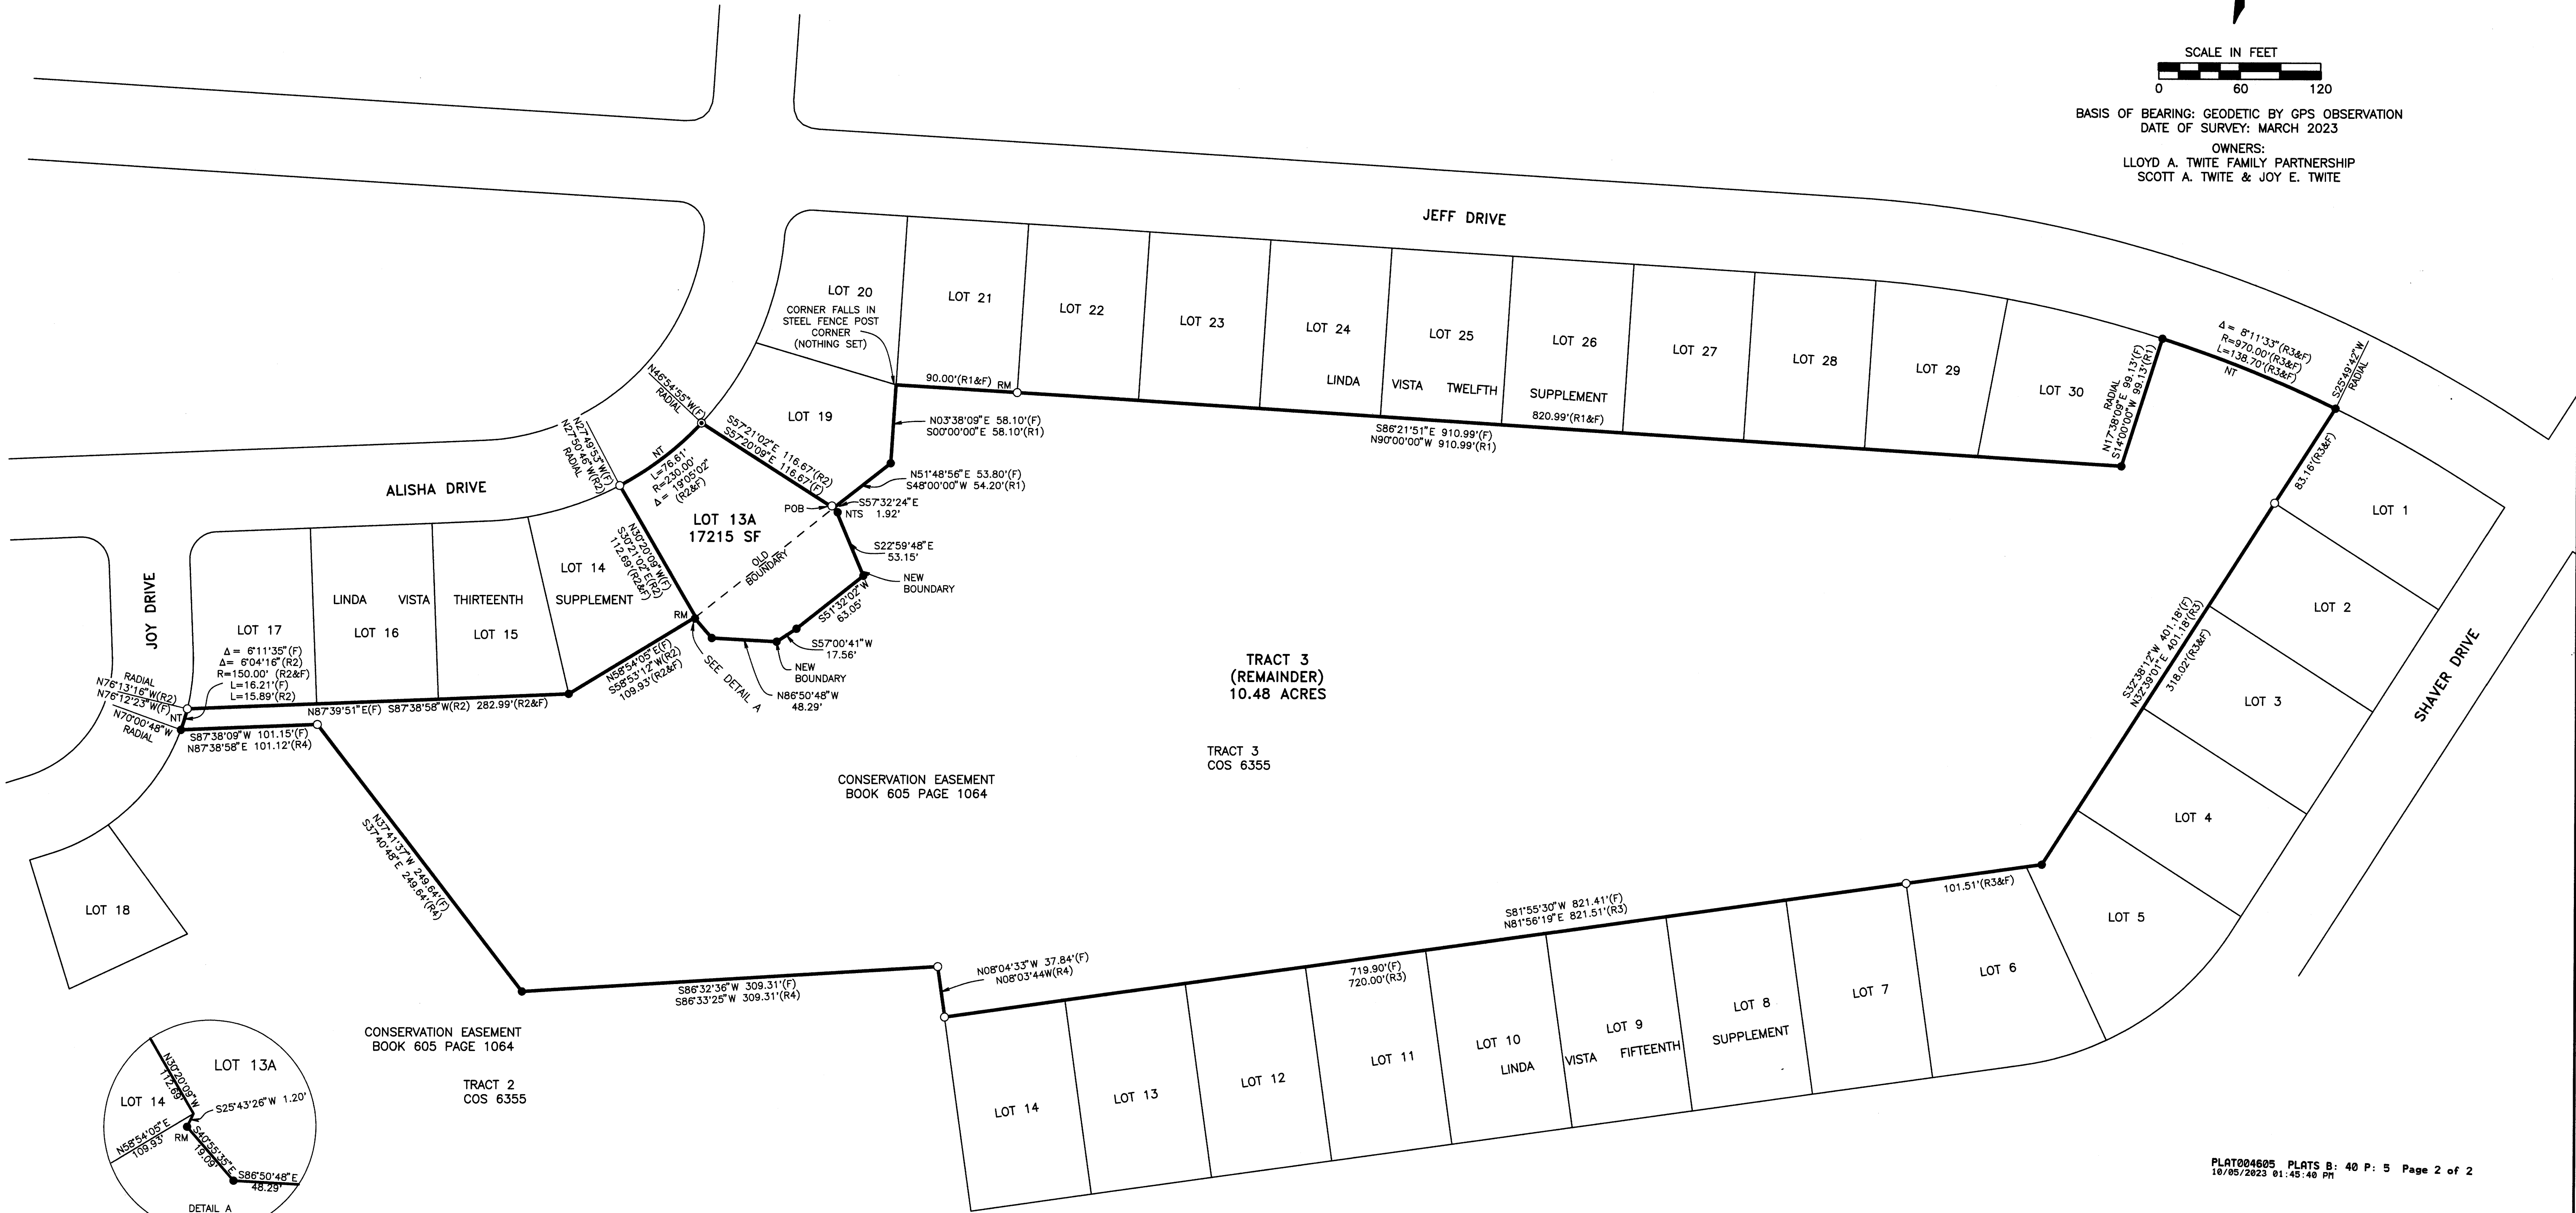 SCALE IN FEET
0 60 120
BASIS OF BEARING: GEODETIC BY GPS OBSERVATION
DATE OF SURVEY: MARCH 2023
OWNERS:
LLOYD A. TWITE FAMILY PARTNERSHIP
SCOTT A. TWITE & JOY E. TWITE
JEFF DRIVE
LOT 20
CORNER FALLS IN
STEEL FENCE POST
CORNER
(NOTHING SET)
LOT 21
LOT 22
LOT 23
LOT 24
LOT 25
LOT 26
LOT 27
LOT 28
LOT 29
LOT 30
LINDA VISTA TWELFTH SUPPLEMENT
90.00'(R1&F) RM
820.99'(R1&F)
S86°21'51"E 910.99'(F)
N90°00'00"W 910.99'(R1)
RADIAL
N17°38'09"E 99.13'(F)
S14°00'00"W 99.13'(R1)
Δ= 8°11'33"(R3&F)
R=970.00'(R3&F)
L=138.70'(R3&F)
NT
S25°49'42"W
RADIAL
83.16'(R3&F)
LOT 1
LOT 2
LOT 3
LOT 4
LOT 5
LOT 6
SHAVER DRIVE
S32°38'12"W 401.18'(F)
N32°39'01"E 401.18'(R3)
318.02'(R3&F)
N46°54'55"W(F)
RADIAL
LOT 19
N03°38'09"E 58.10'(F)
S00°00'00"E 58.10'(R1)
N51°48'56"E 53.80'(F)
S48°00'00"W 54.20'(R1)
S57°21'02"E 116.67'(R2)
S57°20'09"E 116.67'(F)
N27°49'53"W(F)
N27°50'46"W(R2)
RADIAL
NT
L=76.61'
R=230.00'
Δ= 19°05'02"
(R2&F)
POB
S57°32'24"E
NTS 1.92'
LOT 13A
17215 SF
OLD
BOUNDARY
S22°59'48"E
53.15'
NEW
BOUNDARY
S51°32'02"W
63.05'
S57°00'41"W
17.56'
NEW
BOUNDARY
N86°50'48"W
48.29'
SEE DETAIL A
RM
N30°20'09"W(F)
S30°21'02"E(R2)
112.69'(R2&F)
ALISHA DRIVE
JOY DRIVE
LOT 14
LINDA VISTA THIRTEENTH SUPPLEMENT
LOT 17
LOT 16
LOT 15
Δ= 6°11'35"(F)
Δ= 6°04'16"(R2)
R=150.00' (R2&F)
L=16.21'(F)
L=15.89'(R2)
RADIAL
N76°13'16"W(R2)
N76°12'23"W(F)
NT
N70°00'48"W
RADIAL
N58°54'05"E(F)
S58°53'12"W(R2)
109.93'(R2&F)
N87°39'51"E(F) S87°38'58"W(R2) 282.99'(R2&F)
S87°38'09"W 101.15'(F)
N87°38'58"E 101.12'(R4)
TRACT 3
(REMAINDER)
10.48 ACRES
TRACT 3
COS 6355
CONSERVATION EASEMENT
BOOK 605 PAGE 1064
N37°41'37"W 249.64'(F)
S37°40'48"E 249.64'(R4)
LOT 18
S86°32'36"W 309.31'(F)
S86°33'25"W 309.31'(R4)
N08°04'33"W 37.84'(F)
N08°03'44W(R4)
S81°55'30"W 821.41'(F)
N81°56'19"E 821.51'(R3)
101.51'(R3&F)
719.90'(F)
720.00'(R3)
LOT 7
LOT 8
LOT 9
LOT 10
LOT 11
LOT 12
LOT 13
LOT 14
LINDA VISTA FIFTEENTH SUPPLEMENT
CONSERVATION EASEMENT
BOOK 605 PAGE 1064
TRACT 2
COS 6355
N30°20'09"W
112.69'
LOT 13A
LOT 14
S25°43'26"W 1.20'
N58°54'05"E
109.93'
RM
S40°55'35"E
19.09'
S86°50'48"E
48.29'
DETAIL A
PLAT004605 PLATS B: 40 P: 5 Page 2 of 2
10/05/2023 01:45:40 PM